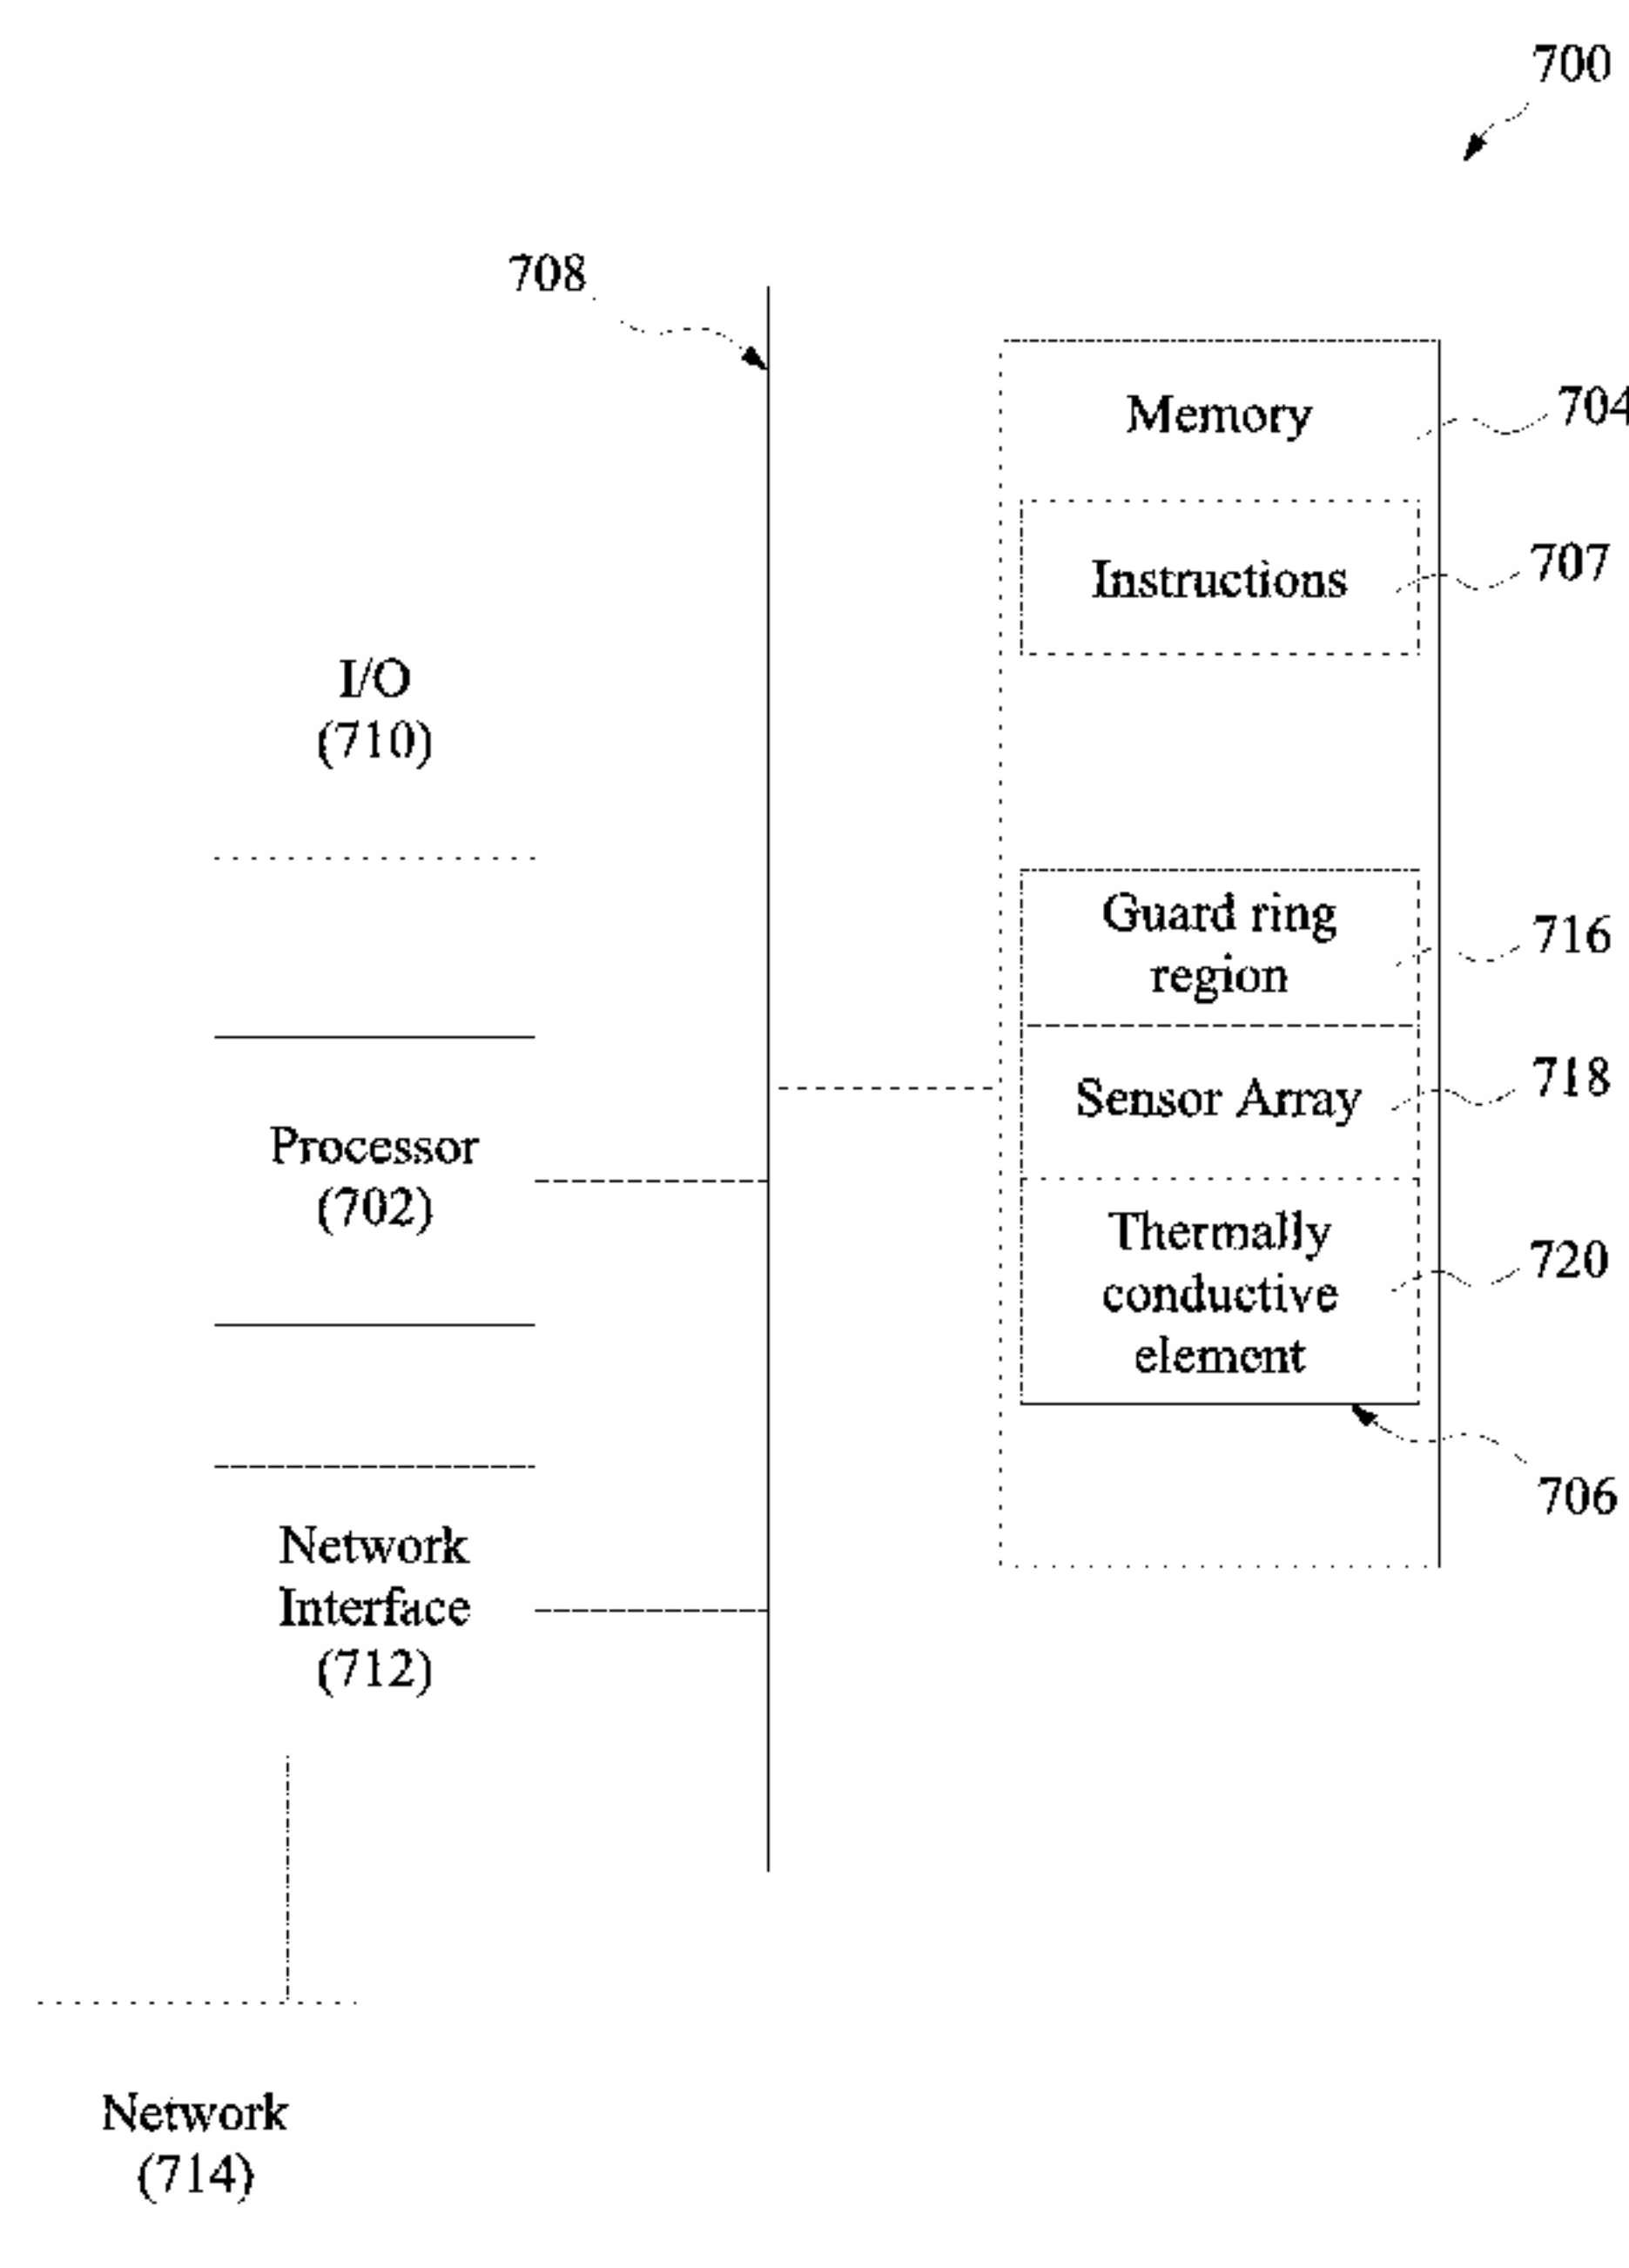 700
708
Memory
704
Instructions
707
I/O
(710)
Guard ring
region
716
Sensor Array
718
Processor
(702)
Thermally
conductive
element
720
706
Network
Interface
(712)
Network
(714)